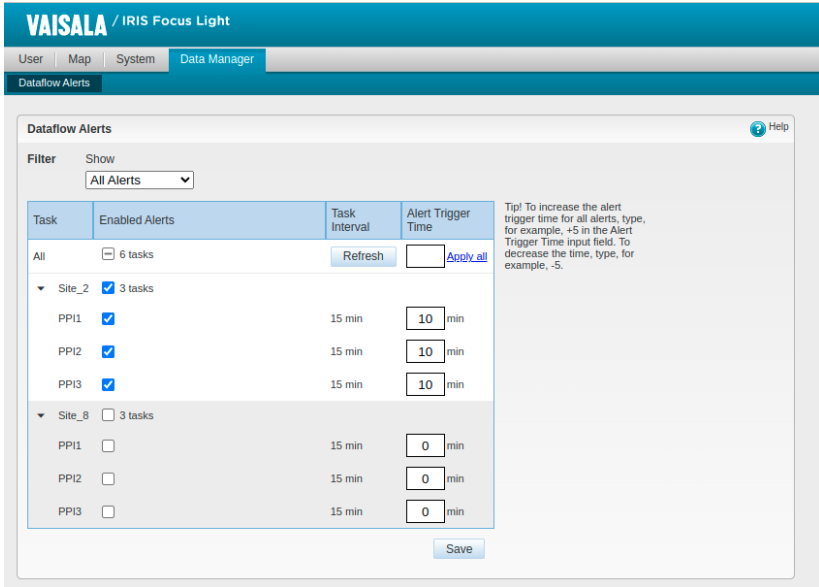 VAISALA / IRIS Focus Light
User Map System Data Manager
Dataflow Alerts
Dataflow Alerts
? Help
Filter Show
All Alerts
Task Enabled Alerts Task Interval Alert Trigger Time
All 6 tasks Refresh Apply all
Site_2 3 tasks
PPI1 15 min 10 min
PPI2 15 min 10 min
PPI3 15 min 10 min
Site_8 3 tasks
PPI1 15 min 0 min
PPI2 15 min 0 min
PPI3 15 min 0 min
Save
Tip! To increase the alert
trigger time for all alerts, type,
for example, +5 in the Alert
Trigger Time input field. To
decrease the time, type, for
example, -5.